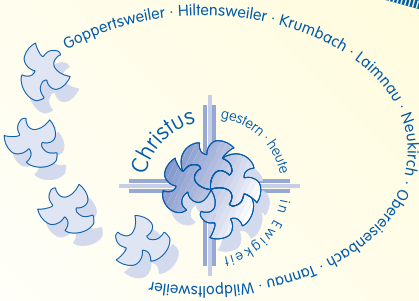 Goppertsweiler · Hiltensweiler · Krumbach · Laimnau · Neukirch Obereisenbach · Tannau · Wildpoltsweiler
Christus
gestern · heute
in Ewigkeit